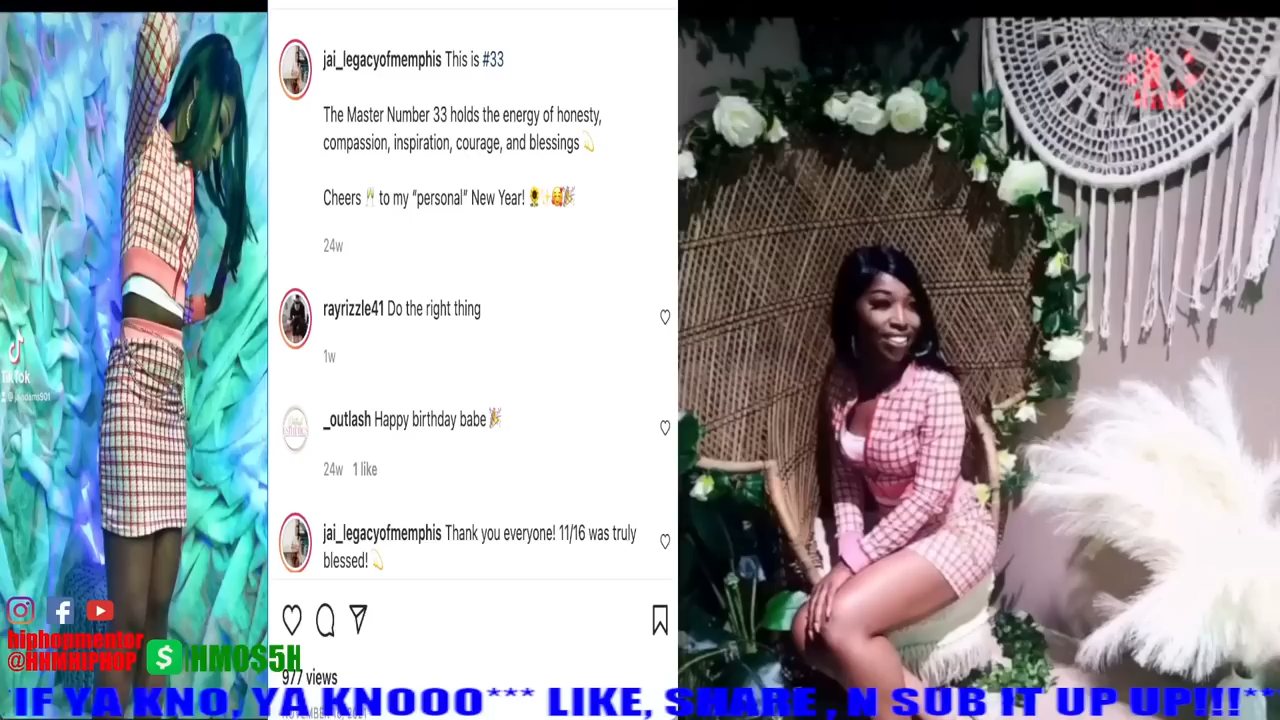 jai_legacyofmemphis This is #33
The Master Number 33 holds the energy of honesty,
compassion, inspiration, courage, and blessings 💫
Cheers 🥂 to my “personal” New Year! 🌻✨🥰🎉
24w
rayrizzle41 Do the right thing
1w
_outlash Happy birthday babe 🎉
24w 1 like
jai_legacyofmemphis Thank you everyone! 11/16 was truly
blessed! 💫
977 views
TikTok
hiphopmentor
@HHMHIPHOP
$ HMOS5H
IF YA KNO, YA KNOOO*** LIKE, SMARE , N SUB IT UP UP!!!**